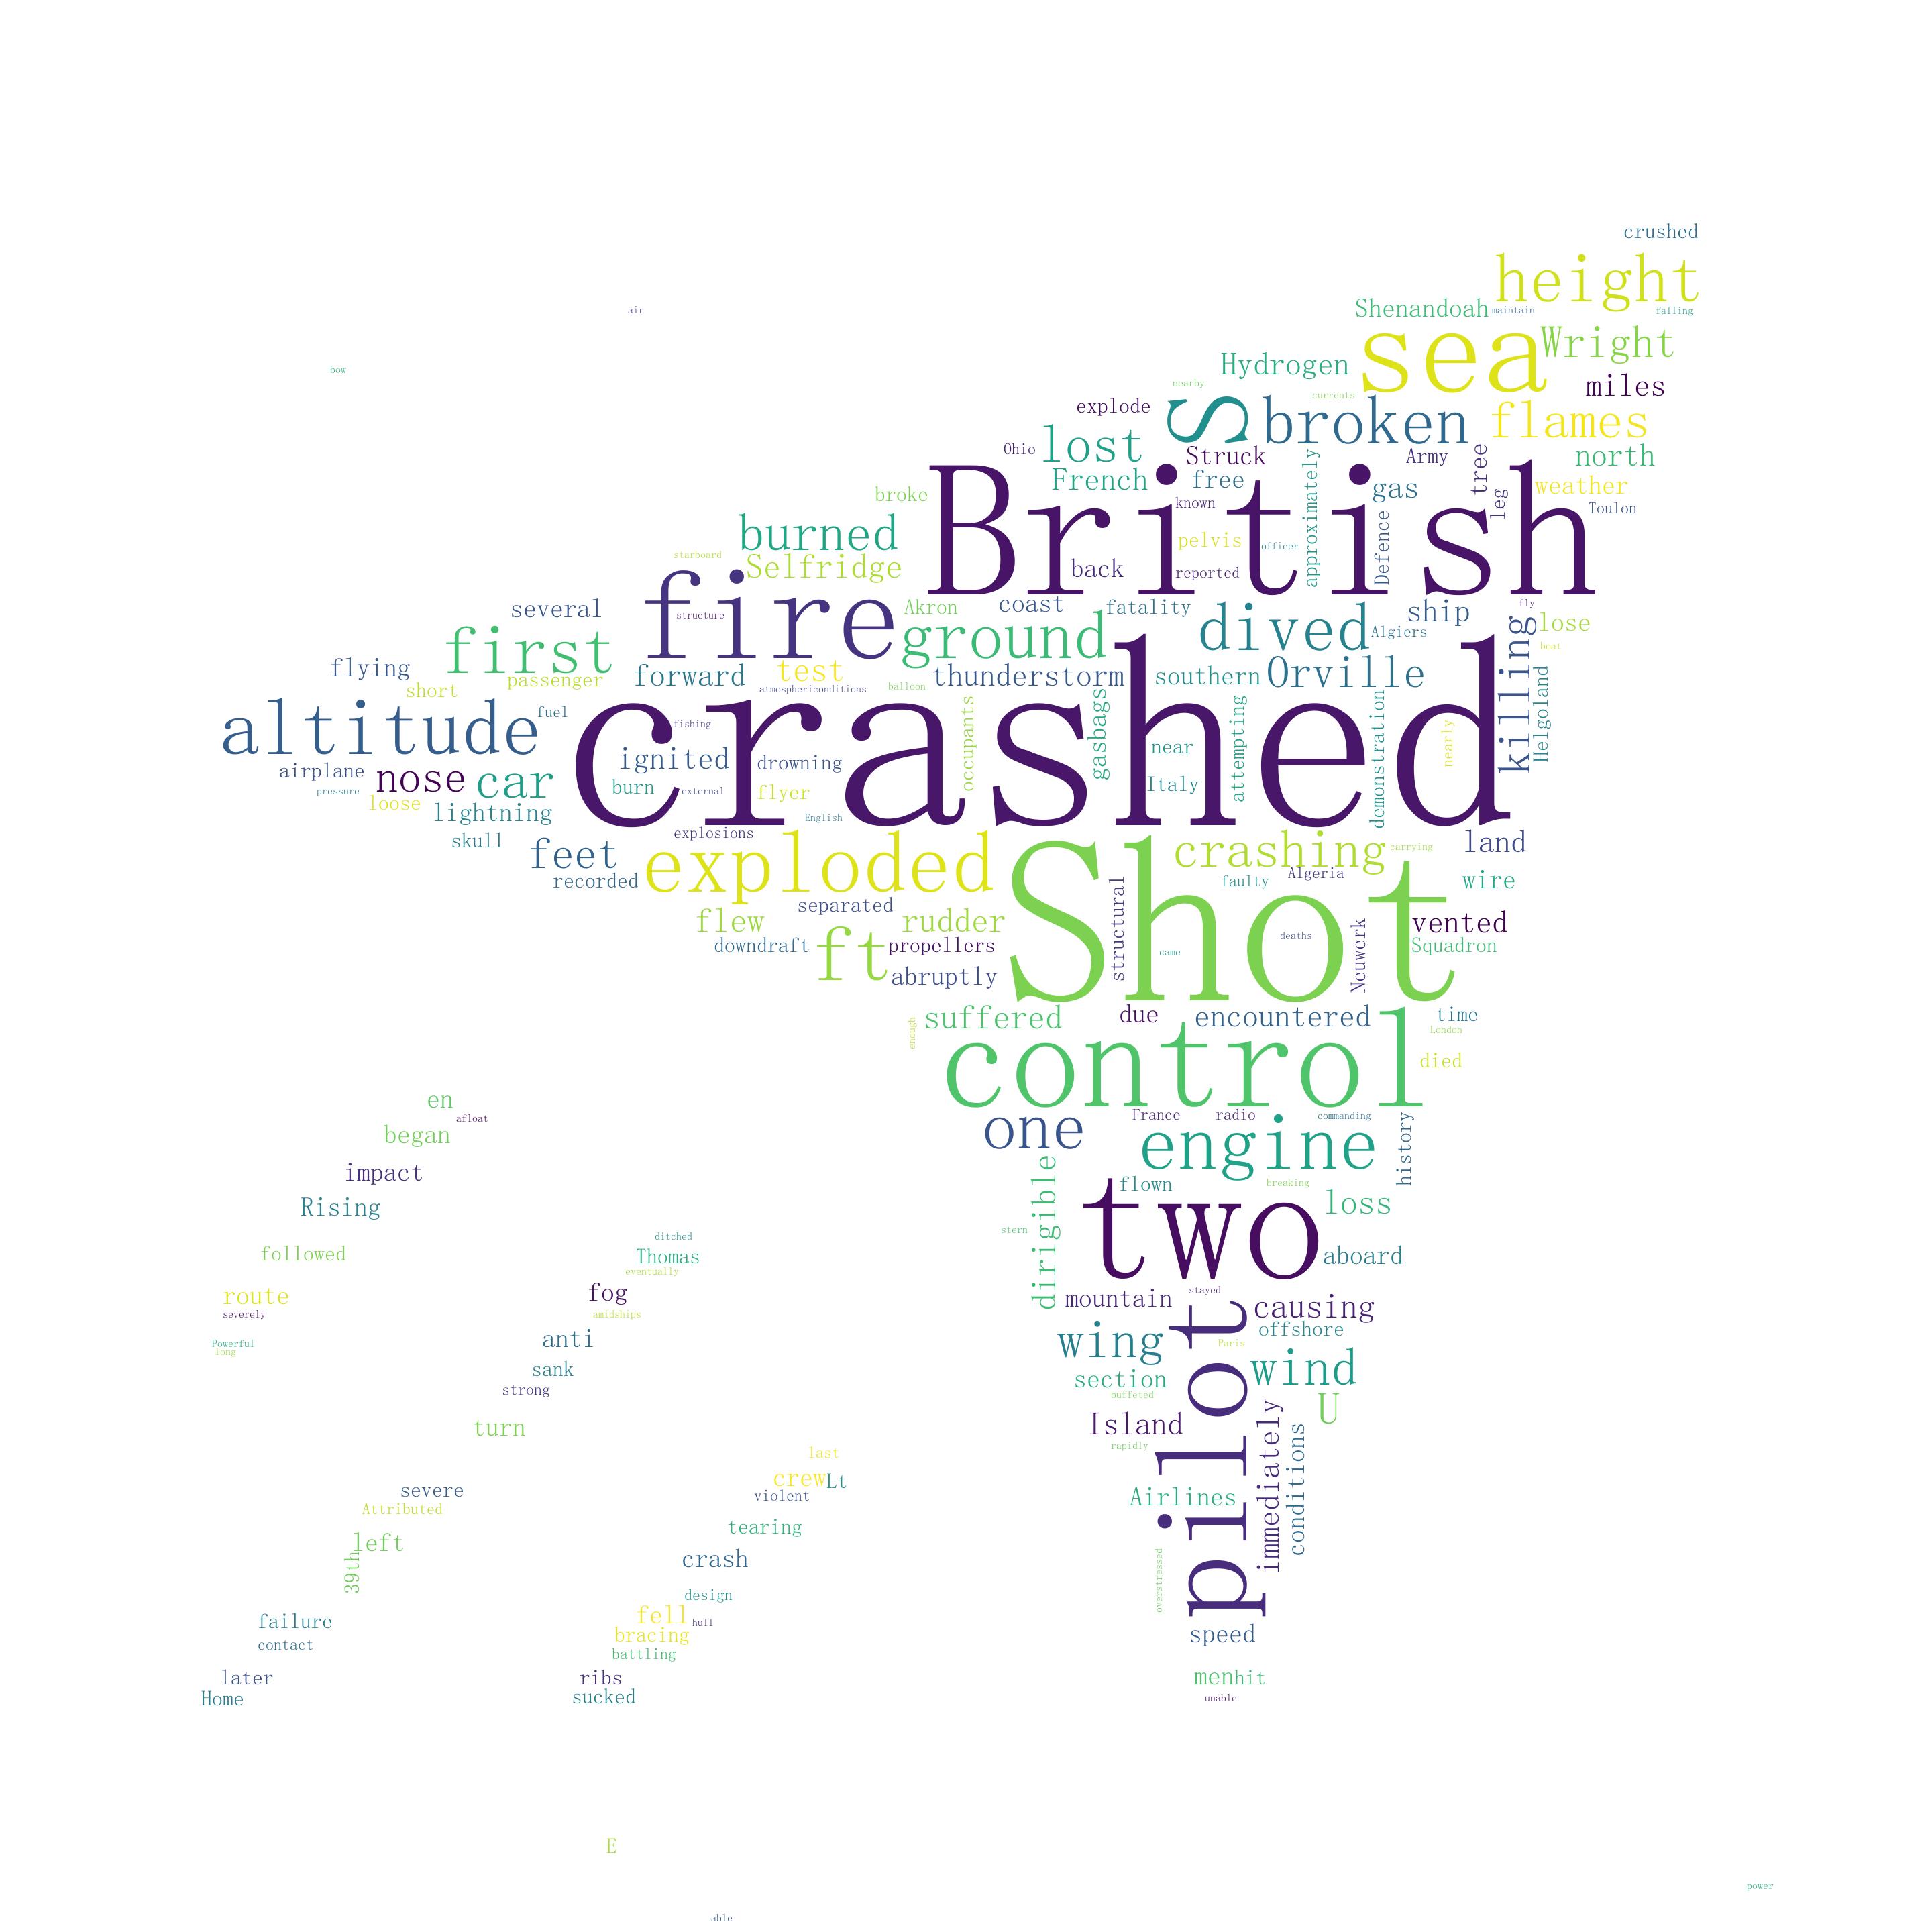 crushed
height
air
Shenandoah
maintain
falling
sea
Wright
bow
Hydrogen
miles
nearby
currents
explode
S
broken
flames
Ohio
lost
Struck
Army
north
French
free
approximately
gas
tree
leg
weather
broke
known
Toulon
burned
British
pelvis
officer
Defence
starboard
Selfridge
back
reported
fire
several
structure
Akron
coast
fatality
dived
ship
fly
first
ground
Algiers
killing
lose
boat
flying
forward
test
thunderstorm
southern
Orville
Helgoland
short
passenger
atmosphericonditions
balloon
altitude
fuel
crashed
fishing
occupants
gasbags
near
attempting
demonstration
nearly
airplane
nose
car
ignited
drowning
Italy
pressure
loose
burn
external
flyer
lightning
English
skull
explosions
feet
exploded
Shot
crashing
carrying
land
recorded
faulty
Algeria
wire
separated
structural
flew
rudder
deaths
Neuwerk
vented
downdraft
ft
propellers
came
Squadron
abruptly
enough
suffered
due
encountered
time
London
control
died
en
afloat
began
one
France
radio
commanding
history
impact
engine
dirigible
flown
breaking
Rising
two
loss
stern
ditched
followed
Thomas
aboard
eventually
route
fog
mountain
stayed
causing
severely
amidships
pilot
offshore
Powerful
long
anti
wing
Paris
sank
section
wind
strong
buffeted
U
turn
Island
immediately
conditions
rapidly
last
severe
crew
Lt
Attributed
violent
Airlines
left
tearing
39th
crash
overstressed
design
failure
fell
hull
contact
bracing
speed
battling
later
ribs
men
hit
Home
sucked
unable
E
power
able